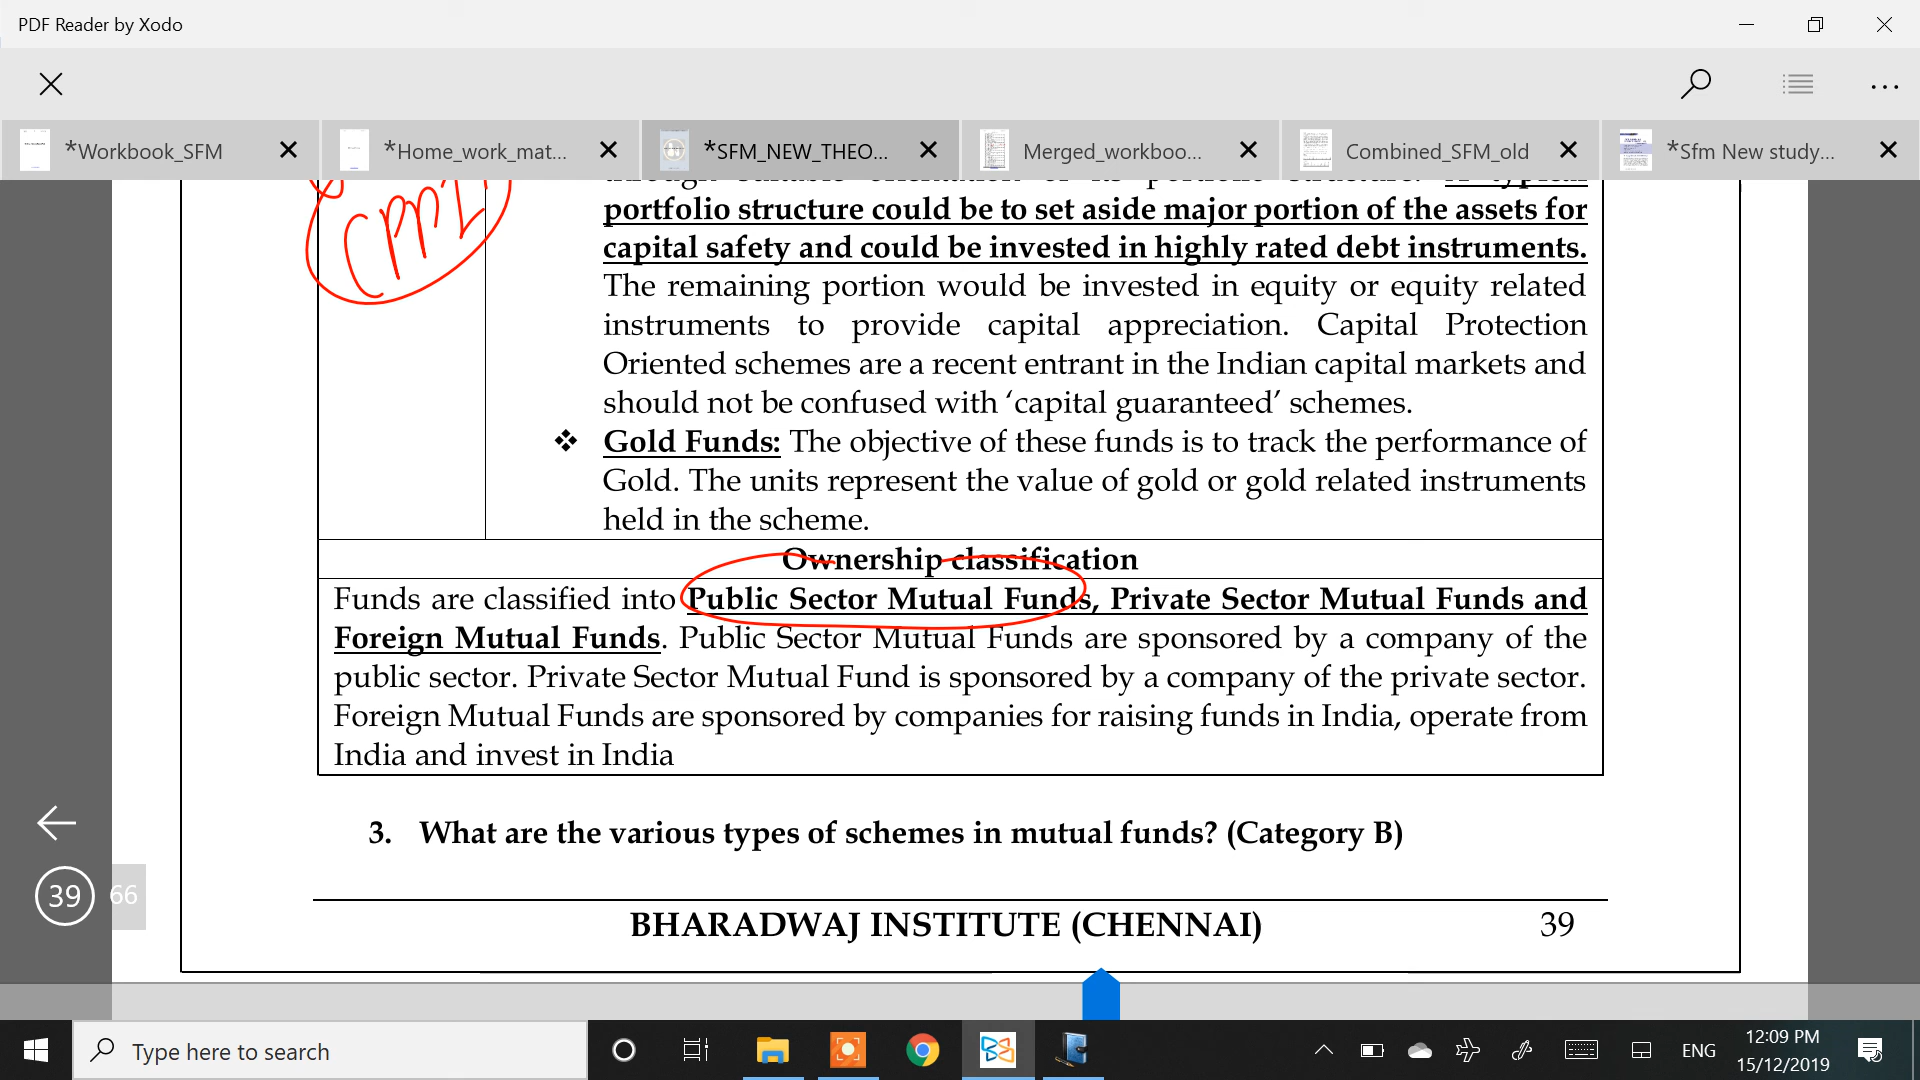 PDF Reader by Xodo
*Workbook_SFM
*Home_work_mat...
*SFM_NEW_THEO...
Merged_workboo...
Combined_SFM_old
*Sfm New study...
through suitable orientation of its portfolio structure. A typical
portfolio structure could be to set aside major portion of the assets for
capital safety and could be invested in highly rated debt instruments.
The remaining portion would be invested in equity or equity related
instruments to provide capital appreciation. Capital Protection
Oriented schemes are a recent entrant in the Indian capital markets and
should not be confused with ‘capital guaranteed’ schemes.
❖ Gold Funds: The objective of these funds is to track the performance of
Gold. The units represent the value of gold or gold related instruments
held in the scheme.
Ownership classification
Funds are classified into Public Sector Mutual Funds, Private Sector Mutual Funds and
Foreign Mutual Funds. Public Sector Mutual Funds are sponsored by a company of the
public sector. Private Sector Mutual Fund is sponsored by a company of the private sector.
Foreign Mutual Funds are sponsored by companies for raising funds in India, operate from
India and invest in India
3. What are the various types of schemes in mutual funds? (Category B)
39
66
BHARADWAJ INSTITUTE (CHENNAI) 39
Type here to search
ENG
12:09 PM
15/12/2019